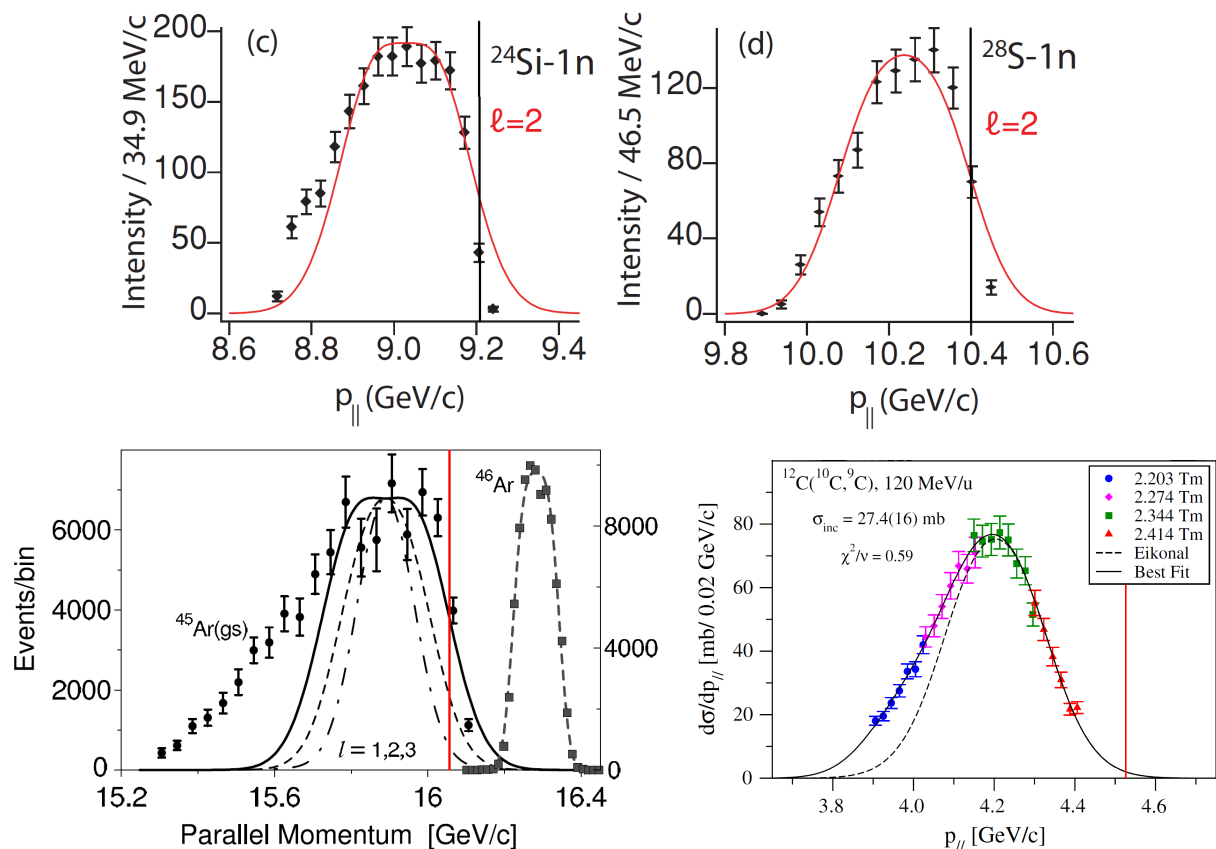 (c)
²⁴Si-1n
ℓ=2
Intensity / 34.9 MeV/c
200
150
100
50
0
8.6 8.8 9.0 9.2 9.4
p|| (GeV/c)
(d)
²⁸S-1n
ℓ=2
Intensity / 46.5 MeV/c
120
80
40
0
9.8 10.0 10.2 10.4 10.6
p|| (GeV/c)
⁴⁵Ar(gs)
⁴⁶Ar
l = 1,2,3
Events/bin
6000
4000
2000
0
8000
4000
0
15.2 15.6 16 16.4
Parallel Momentum [GeV/c]
¹²C(¹⁰C,⁹C), 120 MeV/u
σinc = 27.4(16) mb
χ²/ν = 0.59
2.203 Tm
2.274 Tm
2.344 Tm
2.414 Tm
Eikonal
Best Fit
dσ/dp// [mb/ 0.02 GeV/c]
80
60
40
20
0
3.8 4.0 4.2 4.4 4.6
p// [GeV/c]